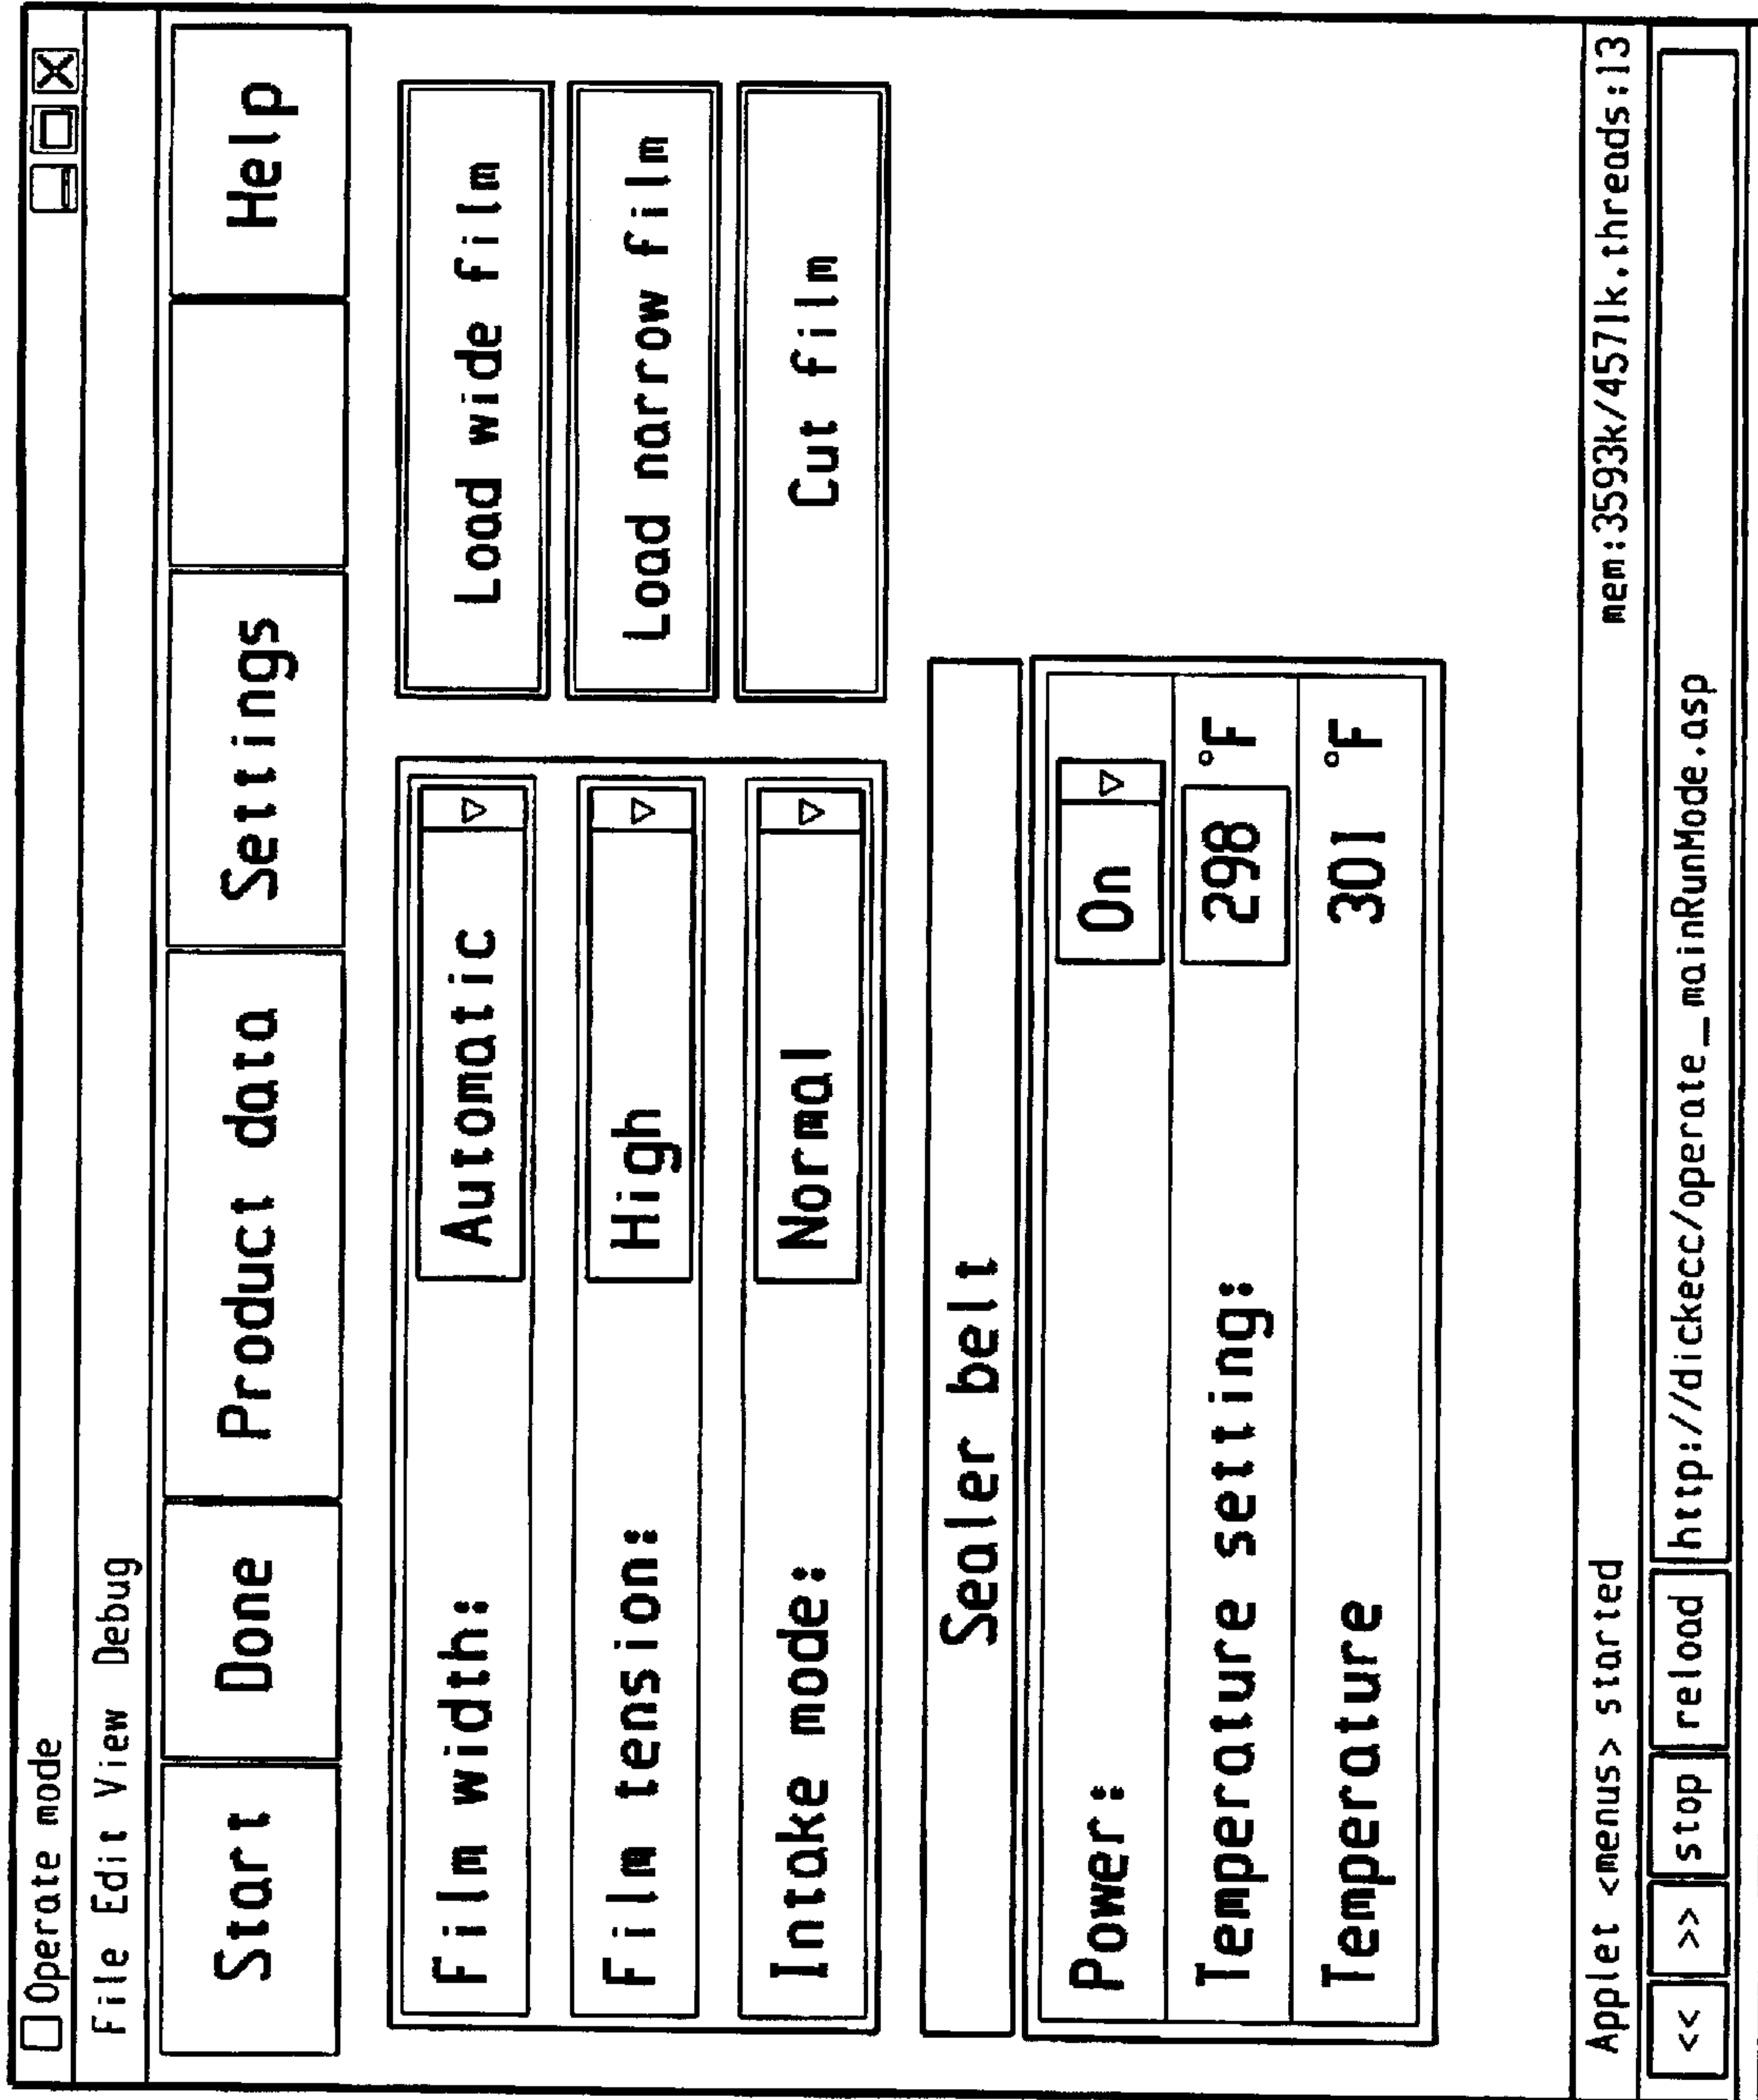 Operate mode
File Edit View Debug
Start Done Product data Settings Help
Film width: Automatic
Film tension: High
Intake mode: Normal
Load wide film
Load narrow film
Cut film
Sealer belt
Power: On
Temperature setting: 298 °F
Temperature 301 °F
Applet <menus> started mem:3593k/4571k.threads:13
<< >> stop reload http://dickecc/operate_mainRunMode.asp